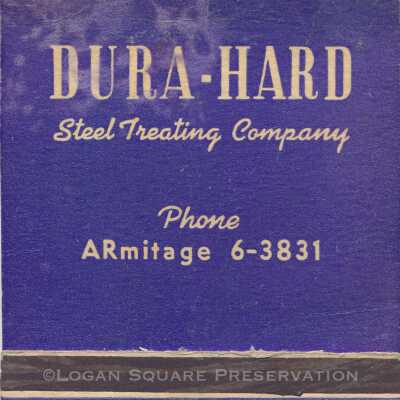 DURA-HARD
Steel Treating Company
Phone
ARmitage 6-3831
©LOGAN SQUARE PRESERVATION